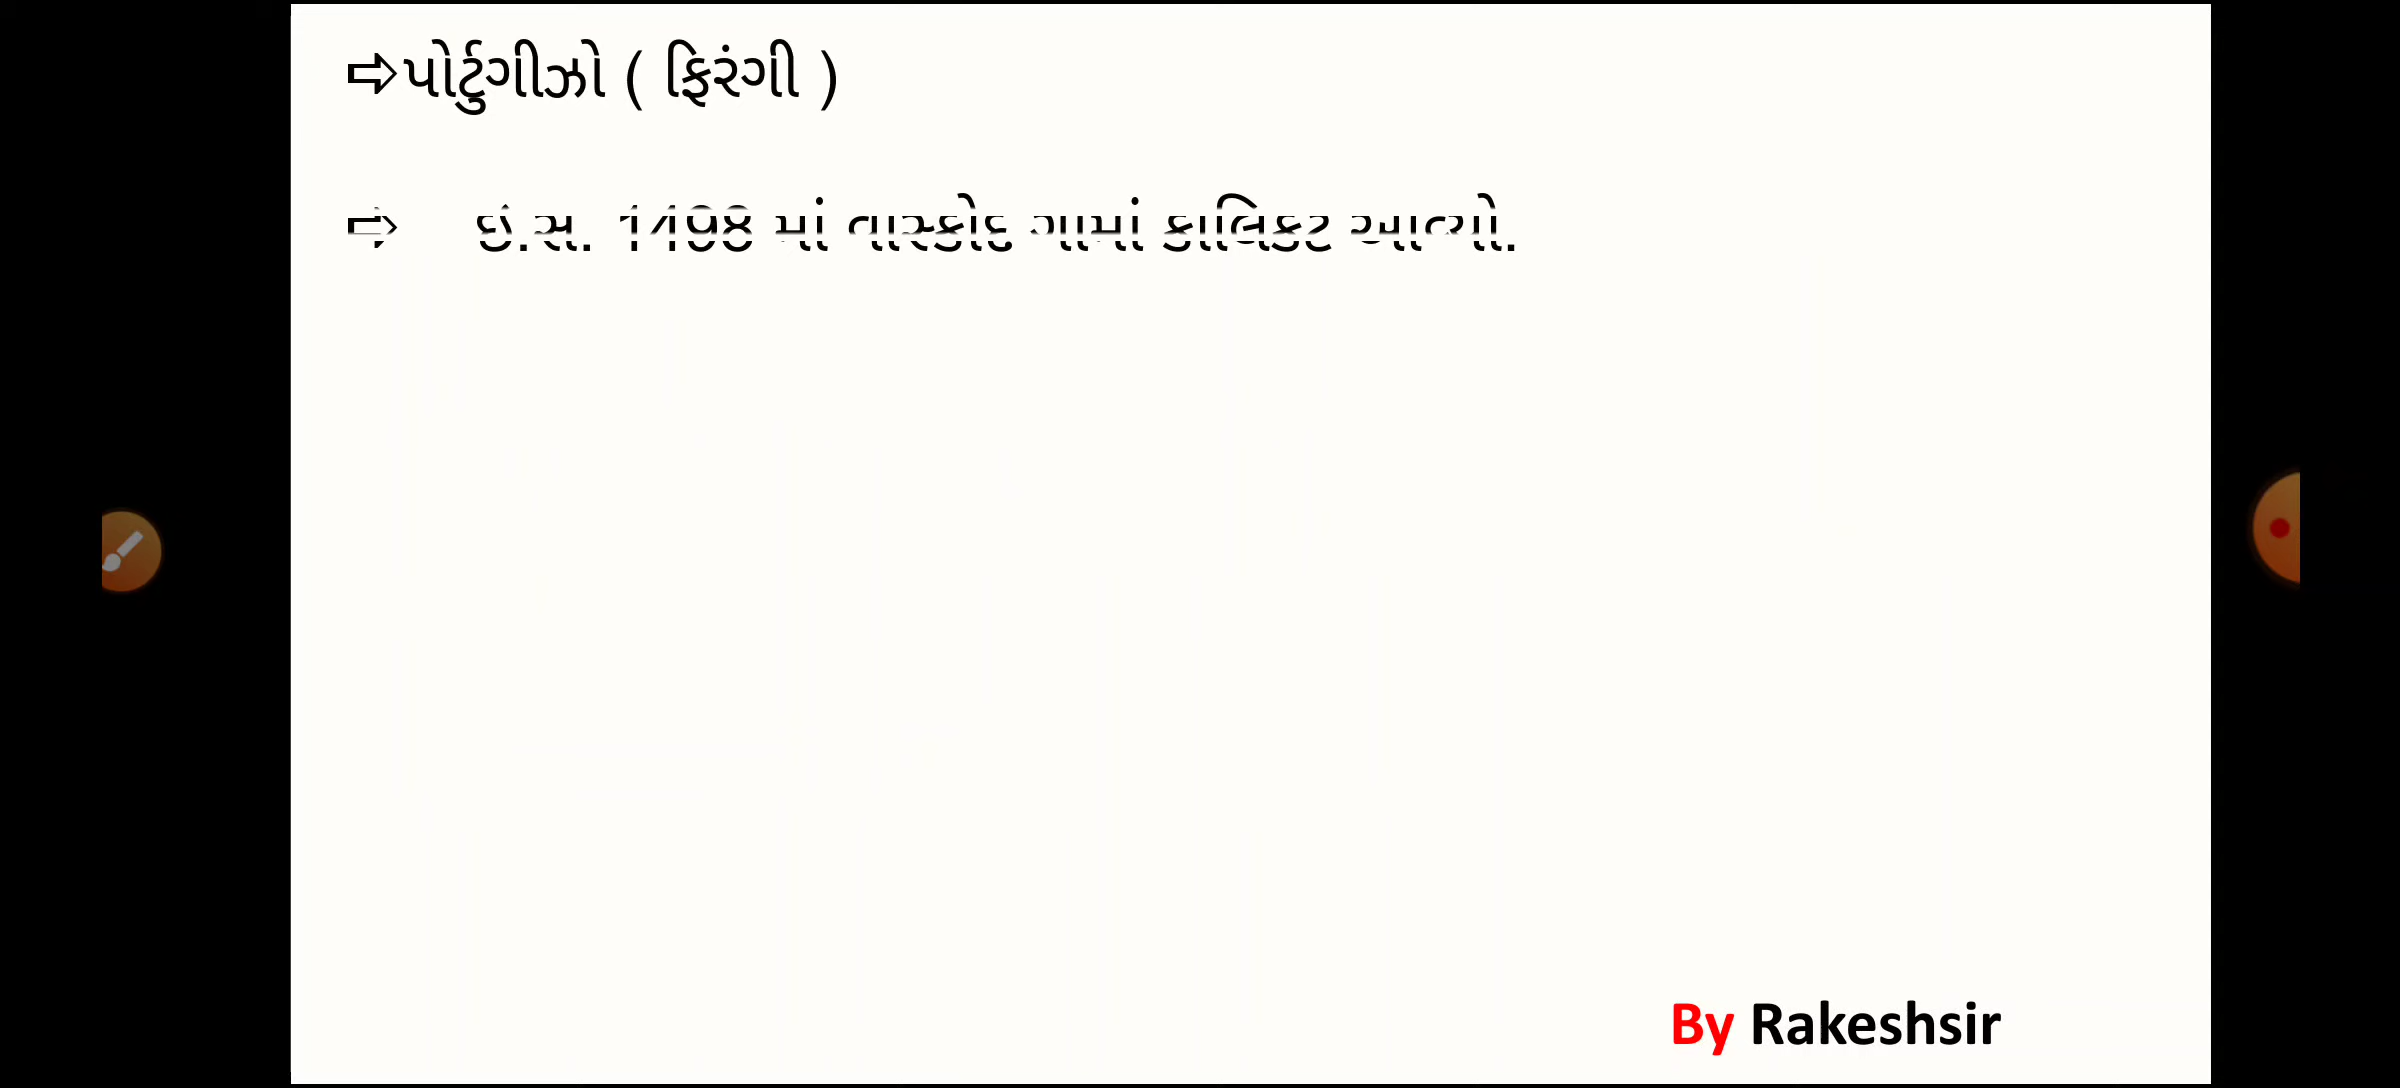 ⇨પોર્ટુગીઝો ( ફિરંગી )
⇨ ઈ.સ. 1498 માં વાસ્કોદ ગામાં કાલિકટ આવ્યો.
By Rakeshsir